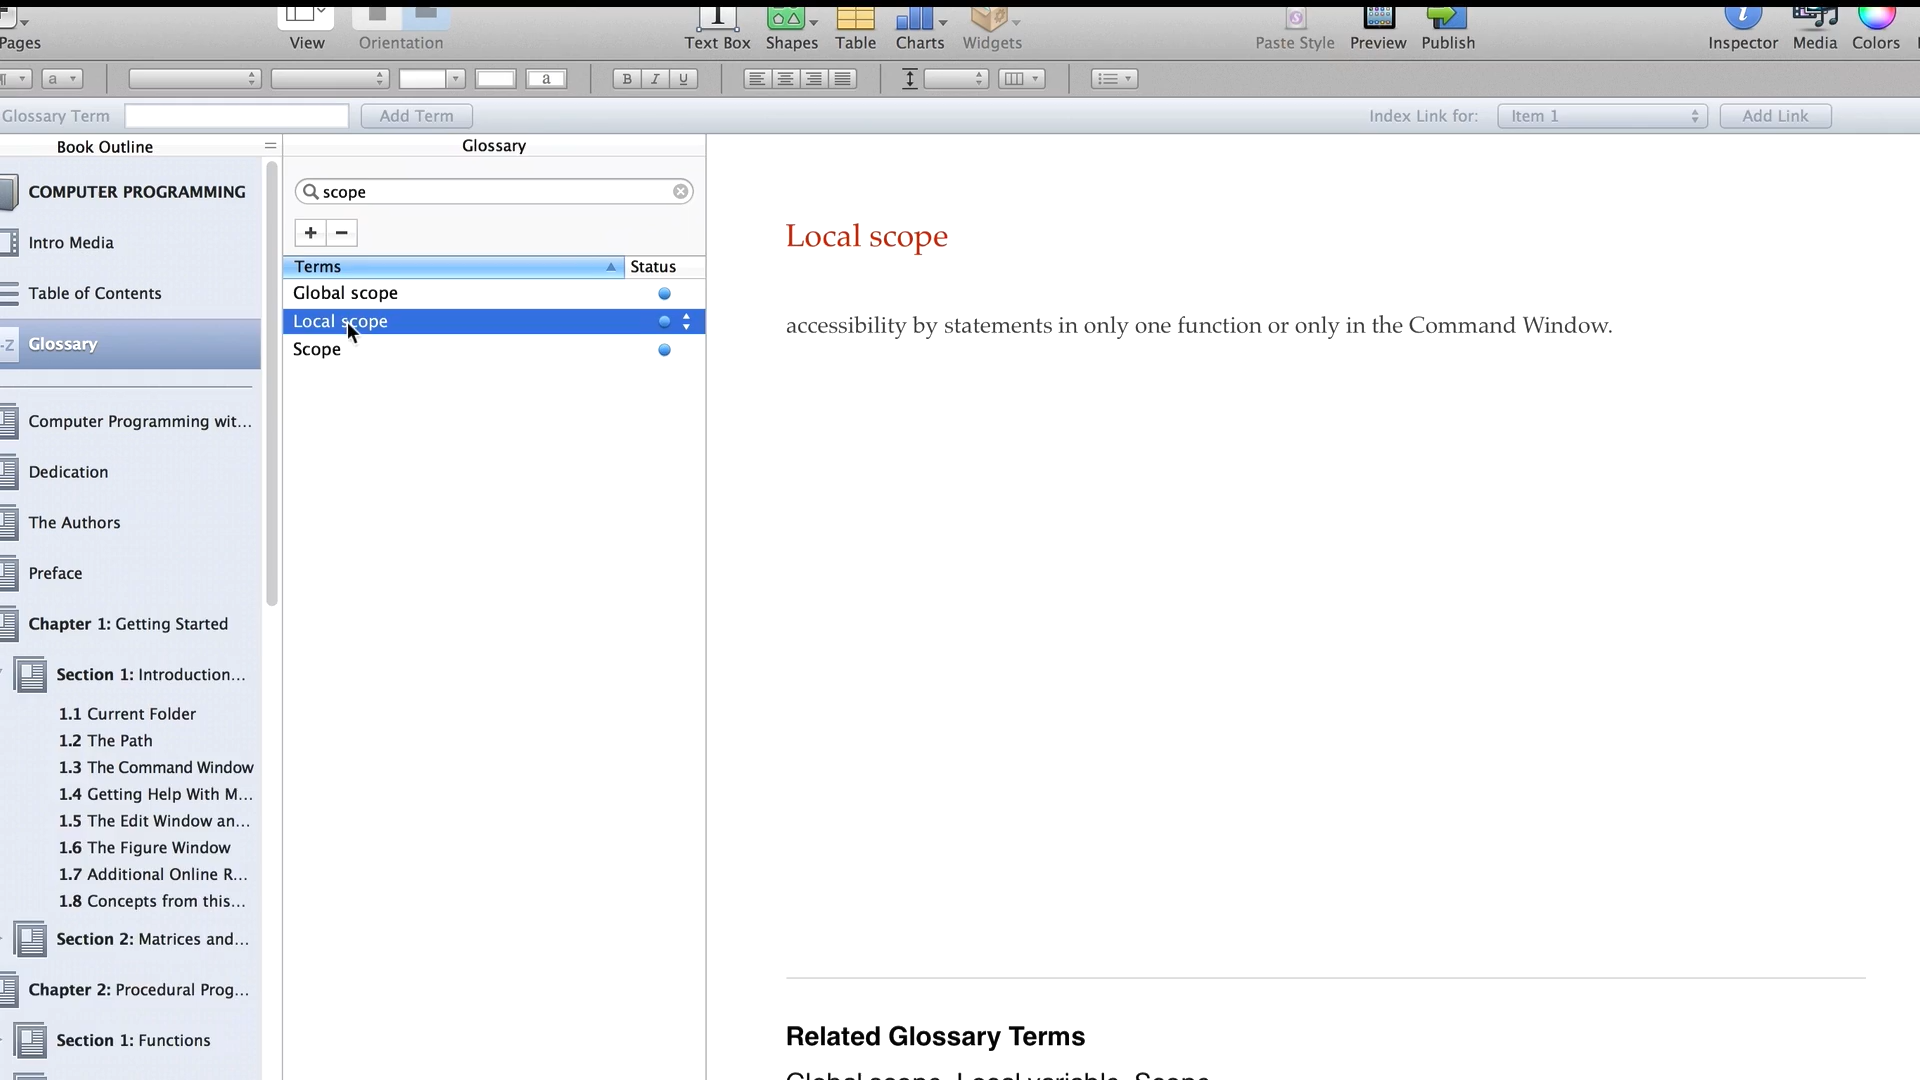 Pages
View
Orientation
Text Box
Shapes
Table
Charts
Widgets
Paste Style
Preview
Publish
Inspector
Media
Colors
a
a
B I U
Glossary Term
Add Term
Index Link for:
Item 1
Add Link
Book Outline
COMPUTER PROGRAMMING
Intro Media
Table of Contents
Glossary
Computer Programming wit...
Dedication
The Authors
Preface
Chapter 1: Getting Started
Section 1: Introduction...
1.1 Current Folder
1.2 The Path
1.3 The Command Window
1.4 Getting Help With M...
1.5 The Edit Window an...
1.6 The Figure Window
1.7 Additional Online R...
1.8 Concepts from this...
Section 2: Matrices and...
Chapter 2: Procedural Prog...
Section 1: Functions
Glossary
scope
Terms
Status
Global scope
Local scope
Scope
Local scope
accessibility by statements in only one function or only in the Command Window.
Related Glossary Terms
Global scope, Local variable, Scope